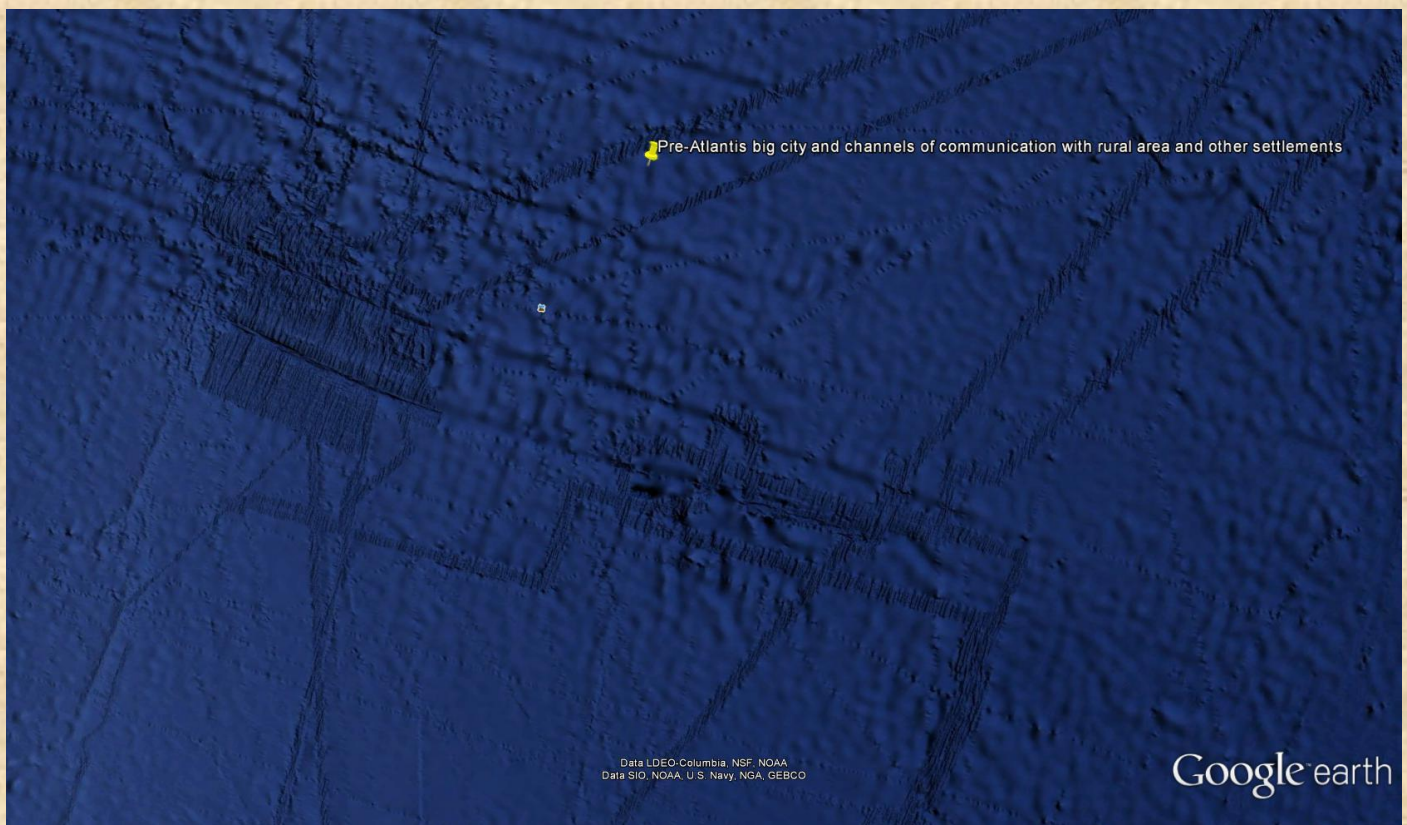 Pre-Atlantis big city and channels of communication with rural area and other settlements
Data LDEO-Columbia, NSF, NOAA
Data SIO, NOAA, U.S. Navy, NGA, GEBCO
Google earth